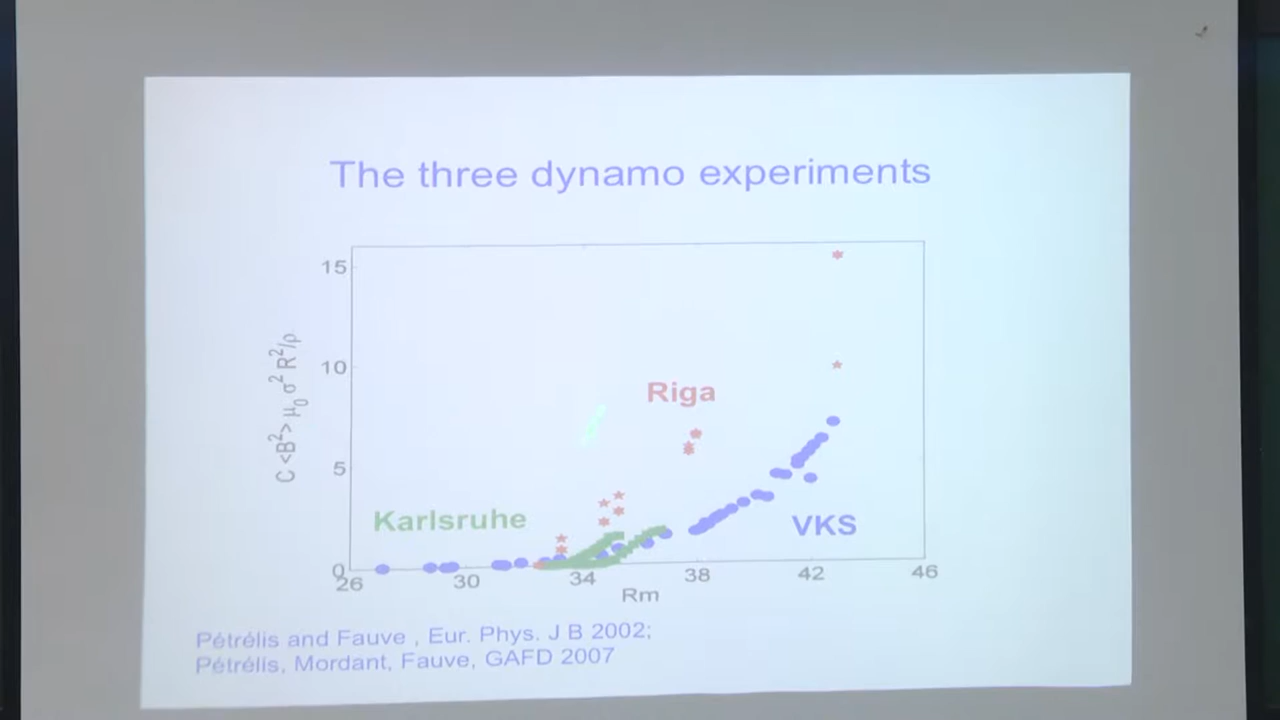 The three dynamo experiments
15
10
5
0
C <B²> μ₀ σ² R²/ρ
Riga
Karlsruhe
VKS
26 30 34 38 42 46
Rm
Pétrélis and Fauve , Eur. Phys. J B 2002;
Pétrélis, Mordant, Fauve, GAFD 2007